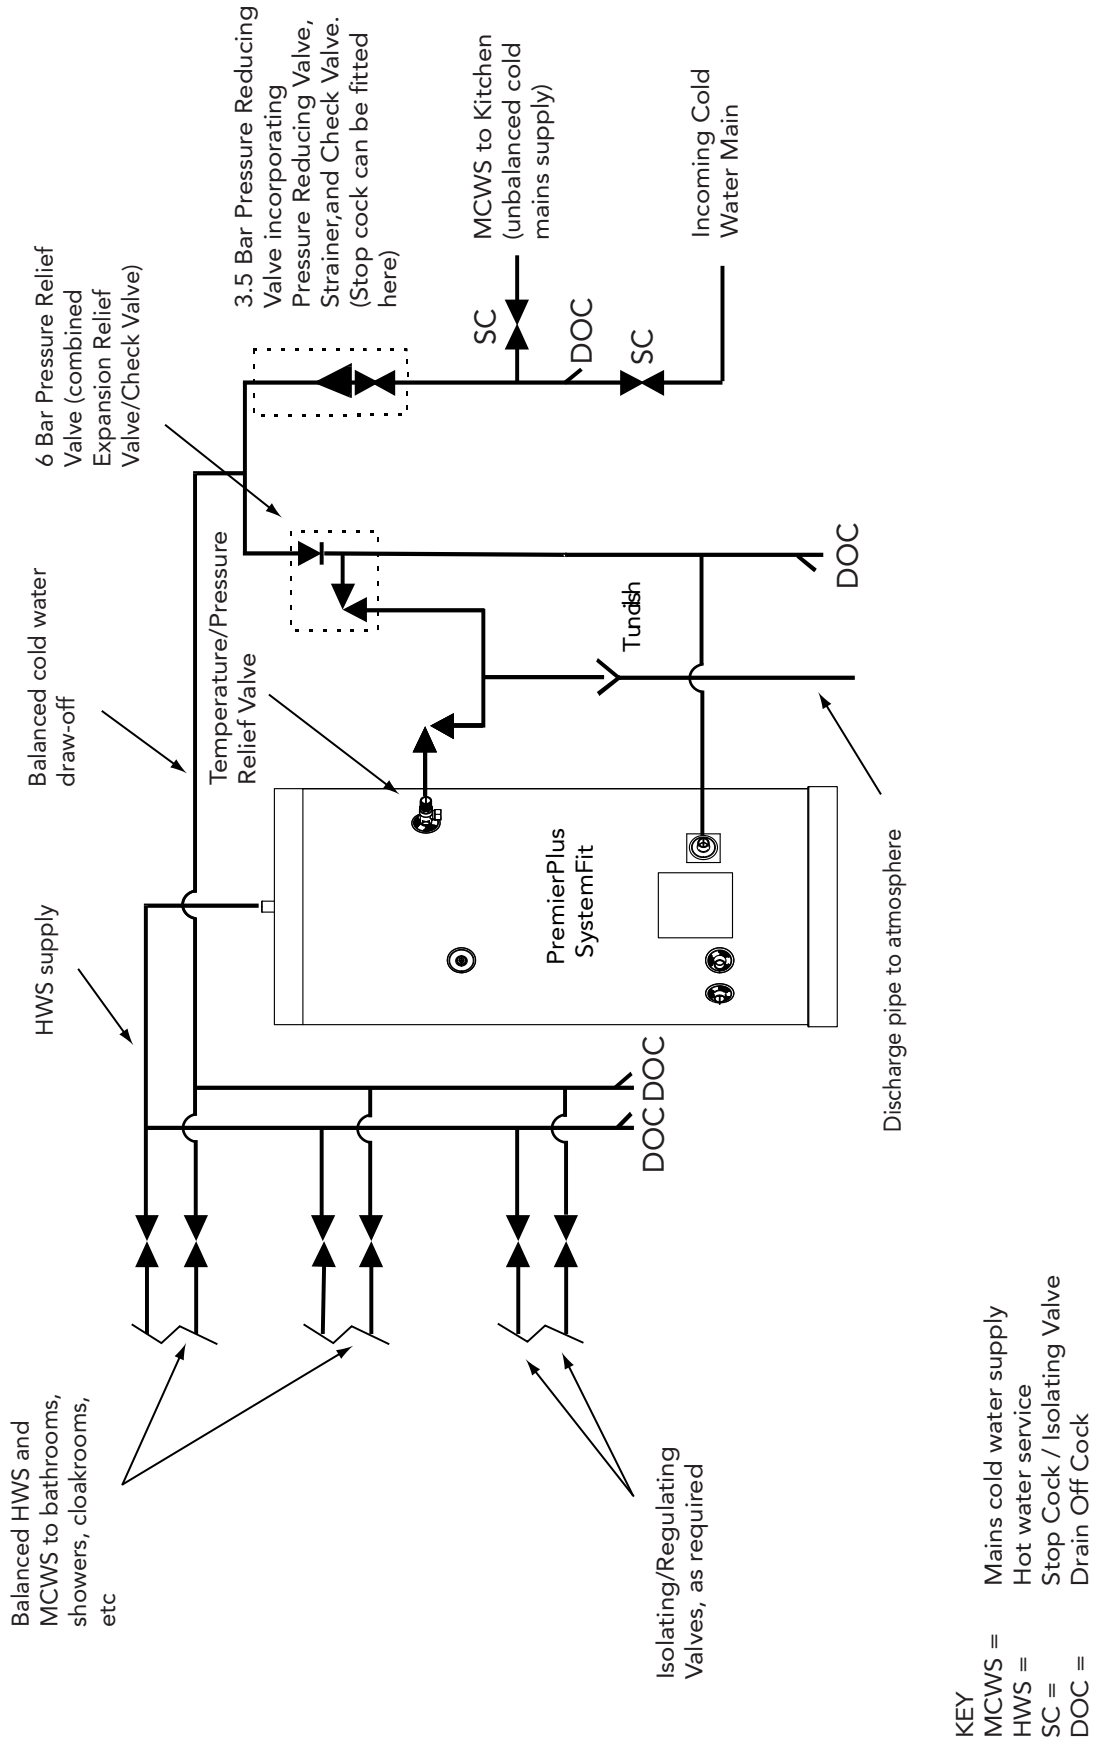 Balanced HWS and
MCWS to bathrooms,
showers, cloakrooms,
etc
HWS supply
Balanced cold water
draw-off
6 Bar Pressure Relief
Valve (combined
Expansion Relief
Valve/Check Valve)
3.5 Bar Pressure Reducing
Valve incorporating
Pressure Reducing Valve,
Strainer,and Check Valve.
(Stop cock can be fitted
here)
Temperature/Pressure
Relief Valve
MCWS to Kitchen
(unbalanced cold
mains supply)
SC
DOC
SC
Incoming Cold
Water Main
Tundish
DOC
PremierPlus
SystemFit
DOC
DOC
Isolating/Regulating
Valves, as required
Discharge pipe to atmosphere
KEY
MCWS = Mains cold water supply
HWS = Hot water service
SC = Stop Cock / Isolating Valve
DOC = Drain Off Cock